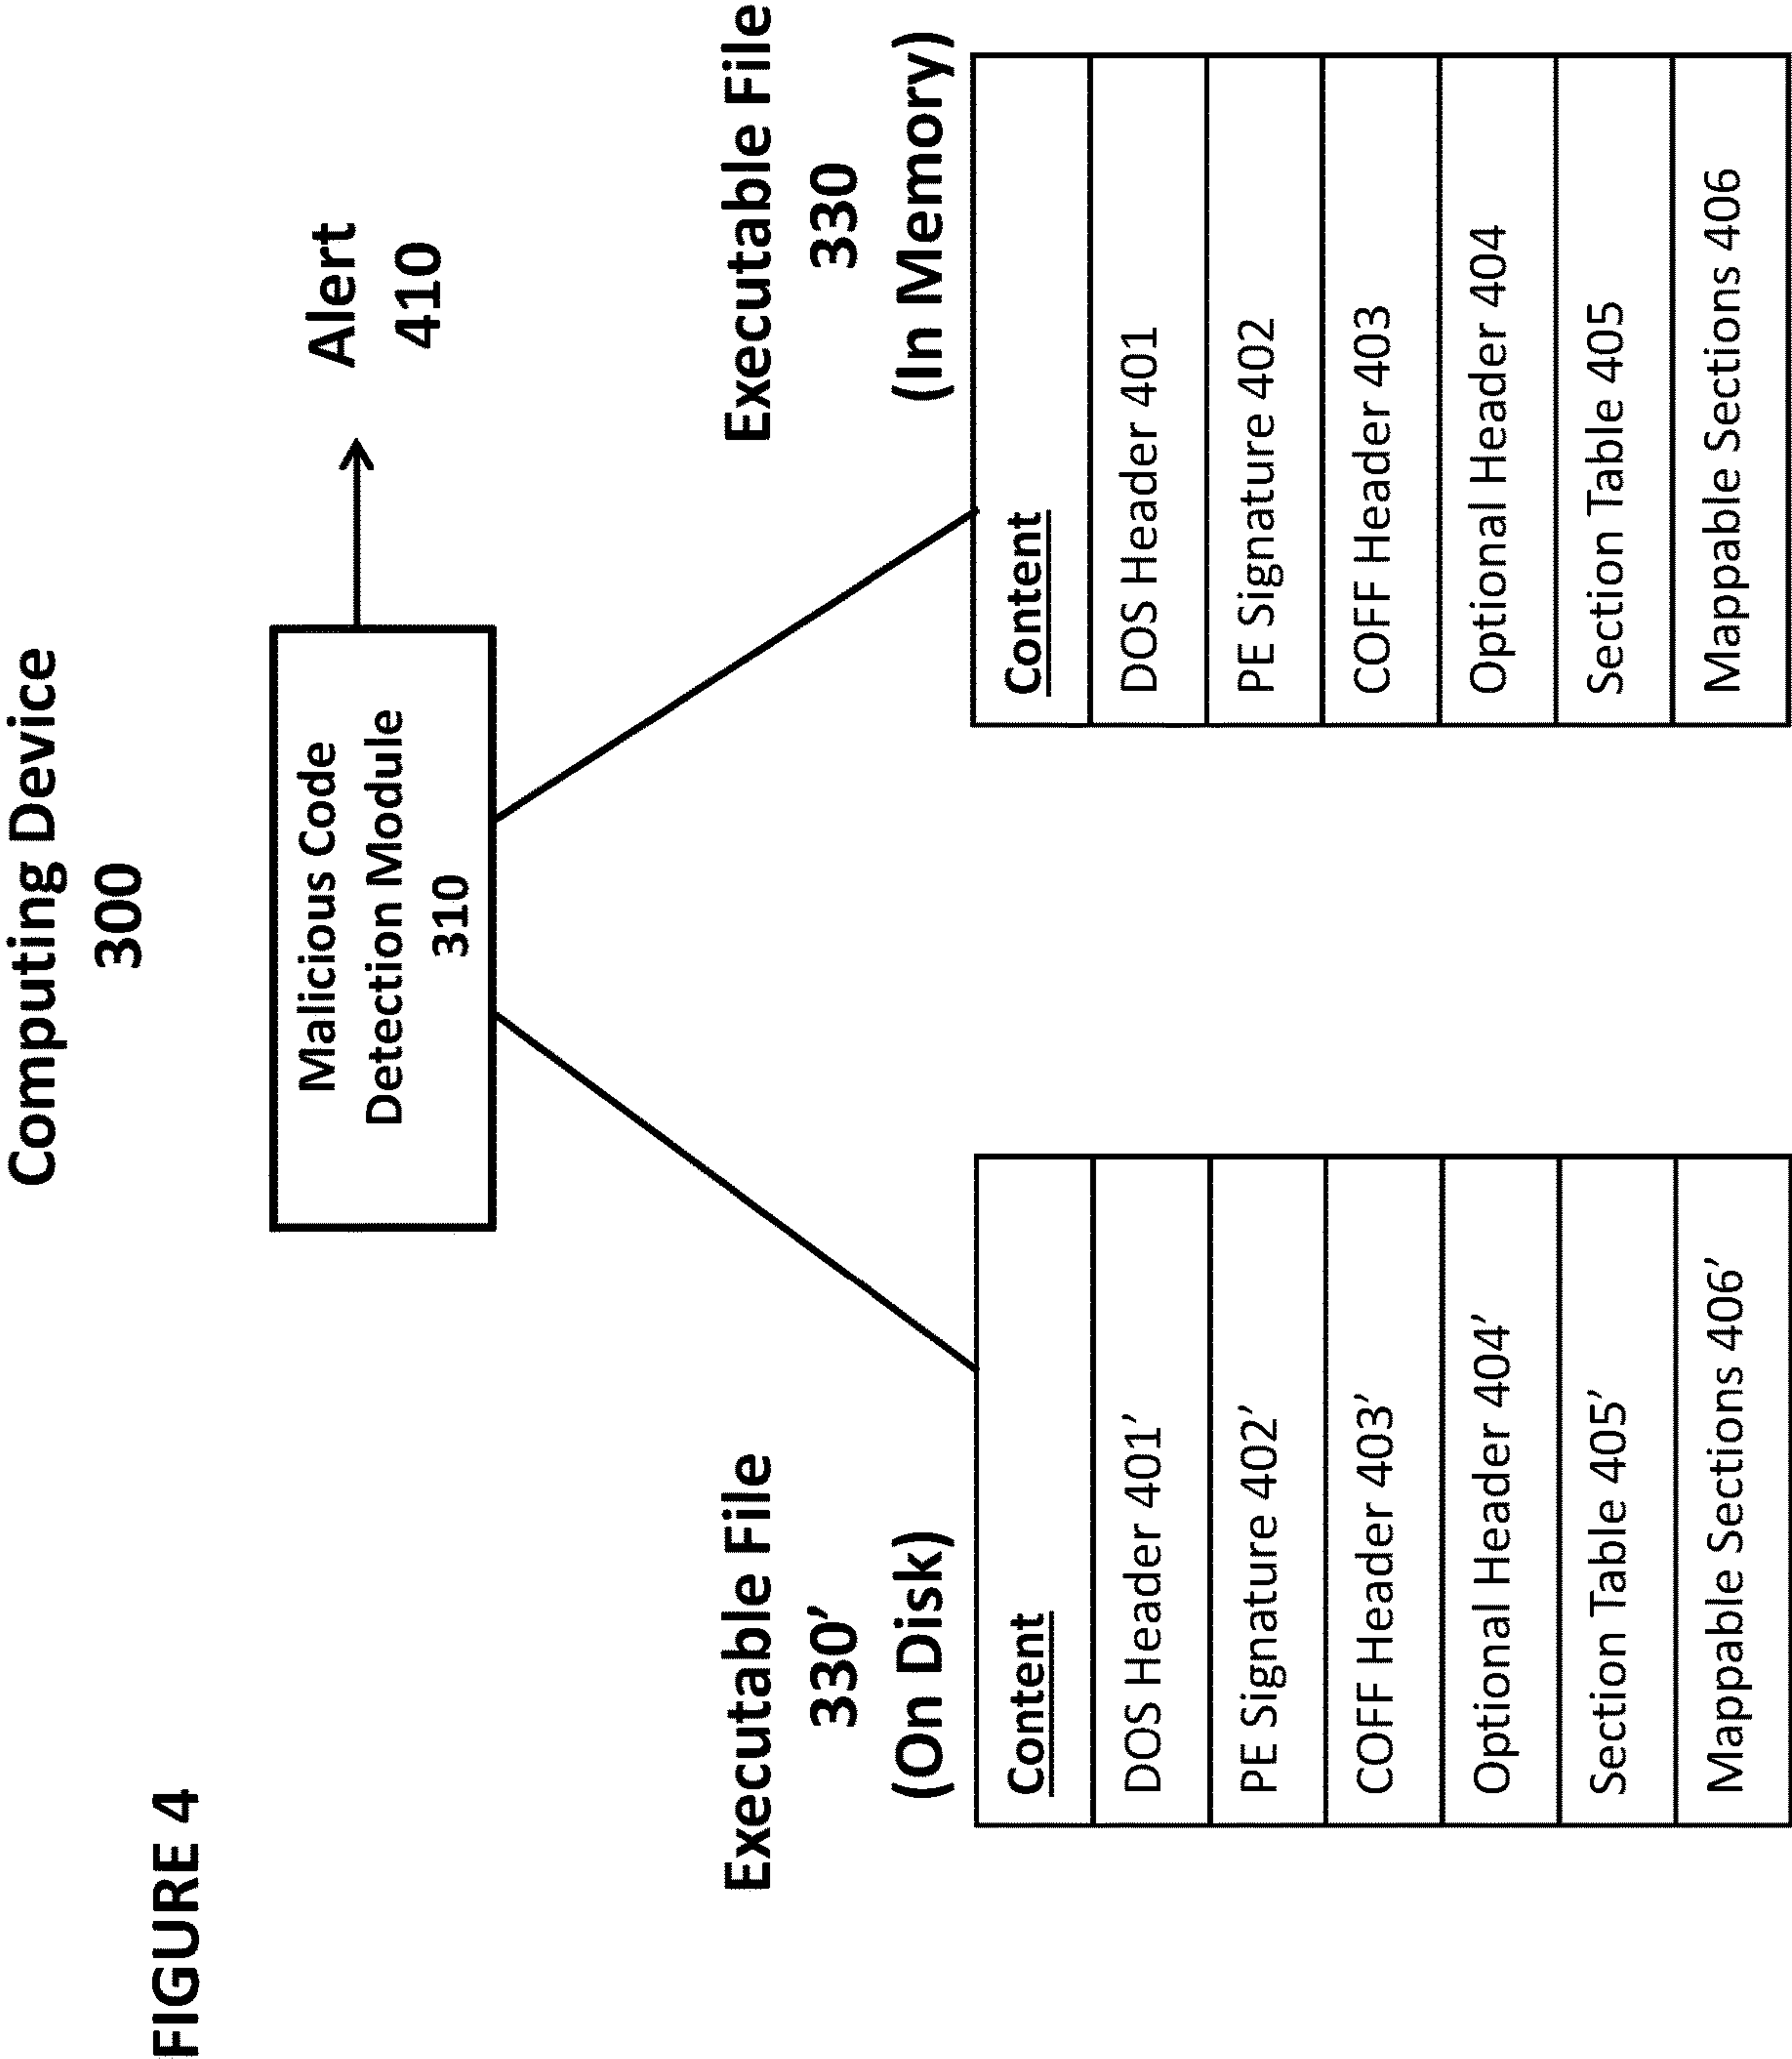 FIGURE 4
Computing Device
300
Malicious Code
Detection Module
310
Alert
410
Executable File
330’
(On Disk)
Content
DOS Header 401’
PE Signature 402’
COFF Header 403’
Optional Header 404’
Section Table 405’
Mappable Sections 406’
Executable File
330
(In Memory)
Content
DOS Header 401
PE Signature 402
COFF Header 403
Optional Header 404
Section Table 405
Mappable Sections 406